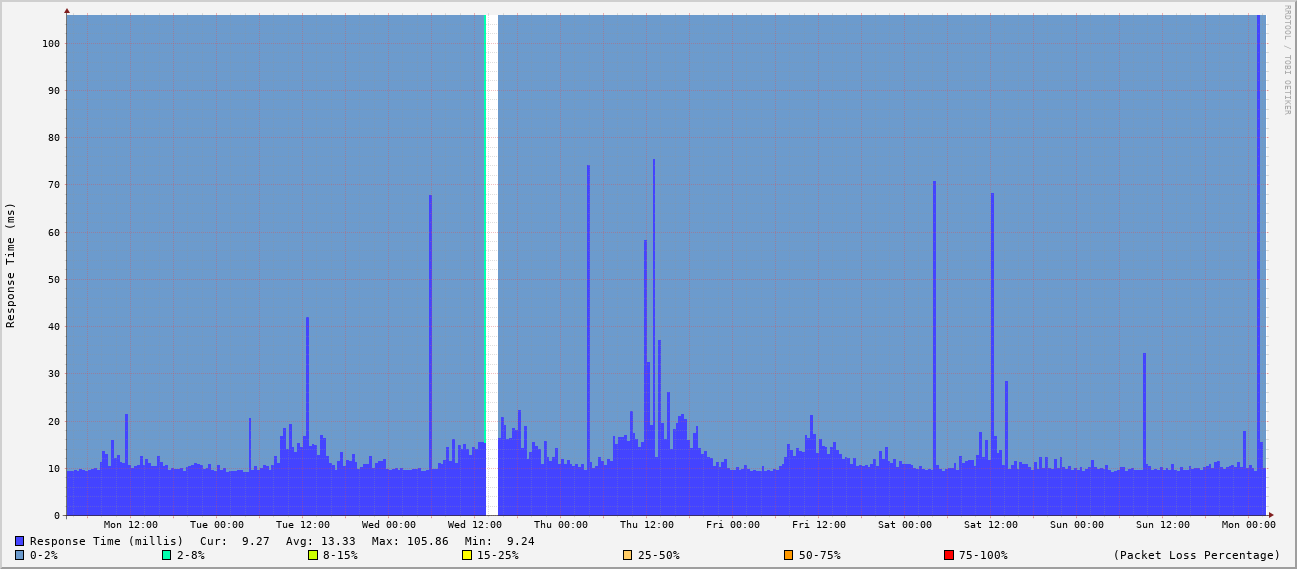 RRDTOOL / TOBI OETIKER
Response Time (ms)
100
90
80
70
60
50
40
30
20
10
0
Mon 12:00 Tue 00:00 Tue 12:00 Wed 00:00 Wed 12:00 Thu 00:00 Thu 12:00 Fri 00:00 Fri 12:00 Sat 00:00 Sat 12:00 Sun 00:00 Sun 12:00 Mon 00:00
Response Time (millis) Cur: 9.27 Avg: 13.33 Max: 105.86 Min: 9.24
0-2% 2-8% 8-15% 15-25% 25-50% 50-75% 75-100% (Packet Loss Percentage)